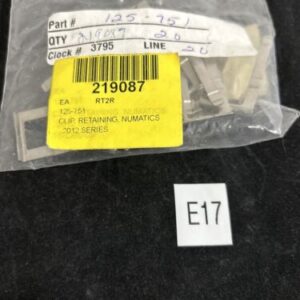 Part # 125-751
QTY 219087 20
Clock # 3795 LINE 20
219087
EA RT2R
125-751
CLIP, RETAINING, NUMATICS
2012 SERIES
E17